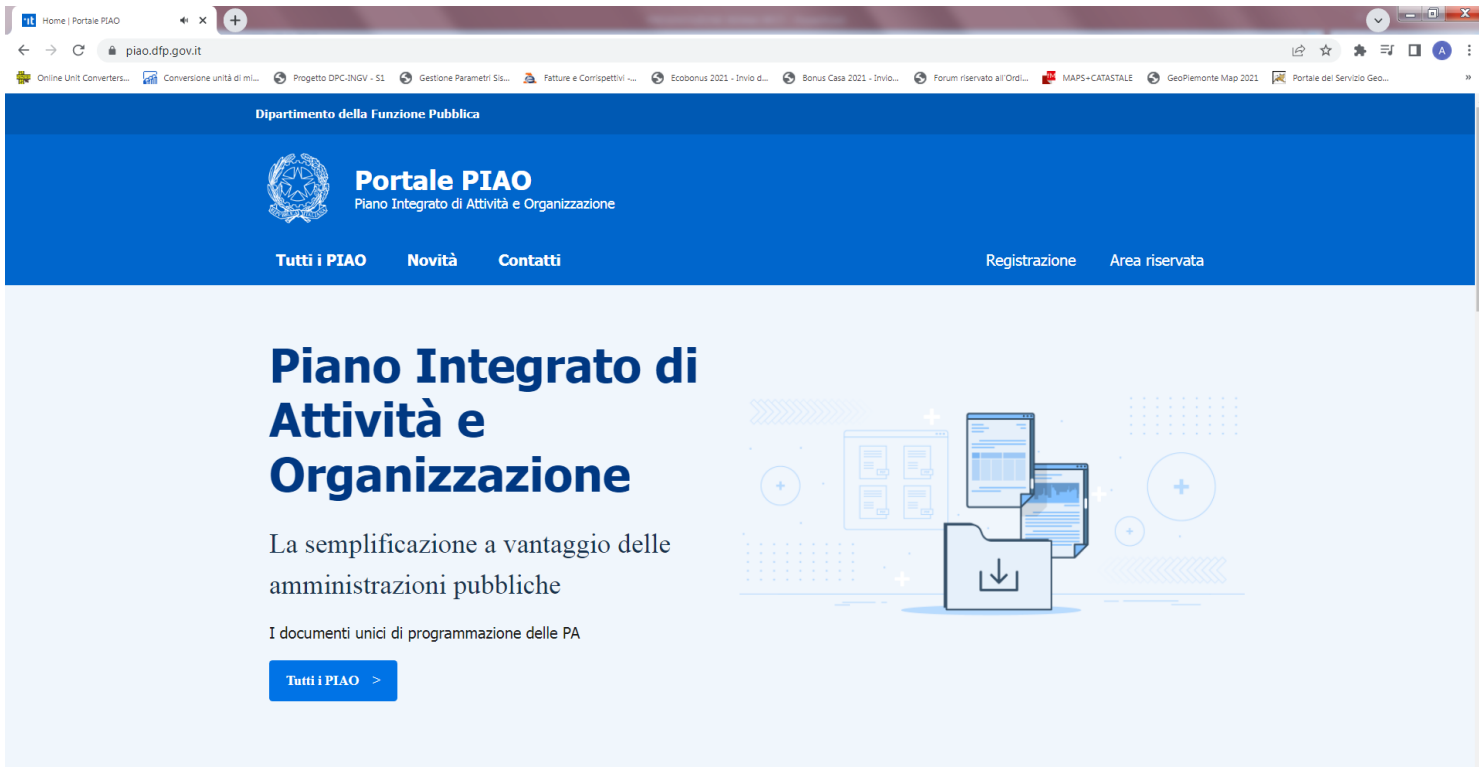 Home | Portale PIAO
piao.dfp.gov.it
A
Online Unit Converters... Conversione unità di mi... Progetto DPC-INGV - S1 Gestione Parametri Sis... Fatture e Corrispettivi -... Ecobonus 2021 - Invio d... Bonus Casa 2021 - Invio... Forum riservato all'Ordi... MAPS+CATASTALE GeoPiemonte Map 2021 Portale del Servizio Geo... »
Dipartimento della Funzione Pubblica
Portale PIAO
Piano Integrato di Attività e Organizzazione
Tutti i PIAO Novità Contatti Registrazione Area riservata
Piano Integrato di
Attività e
Organizzazione
La semplificazione a vantaggio delle
amministrazioni pubbliche
I documenti unici di programmazione delle PA
Tutti i PIAO >